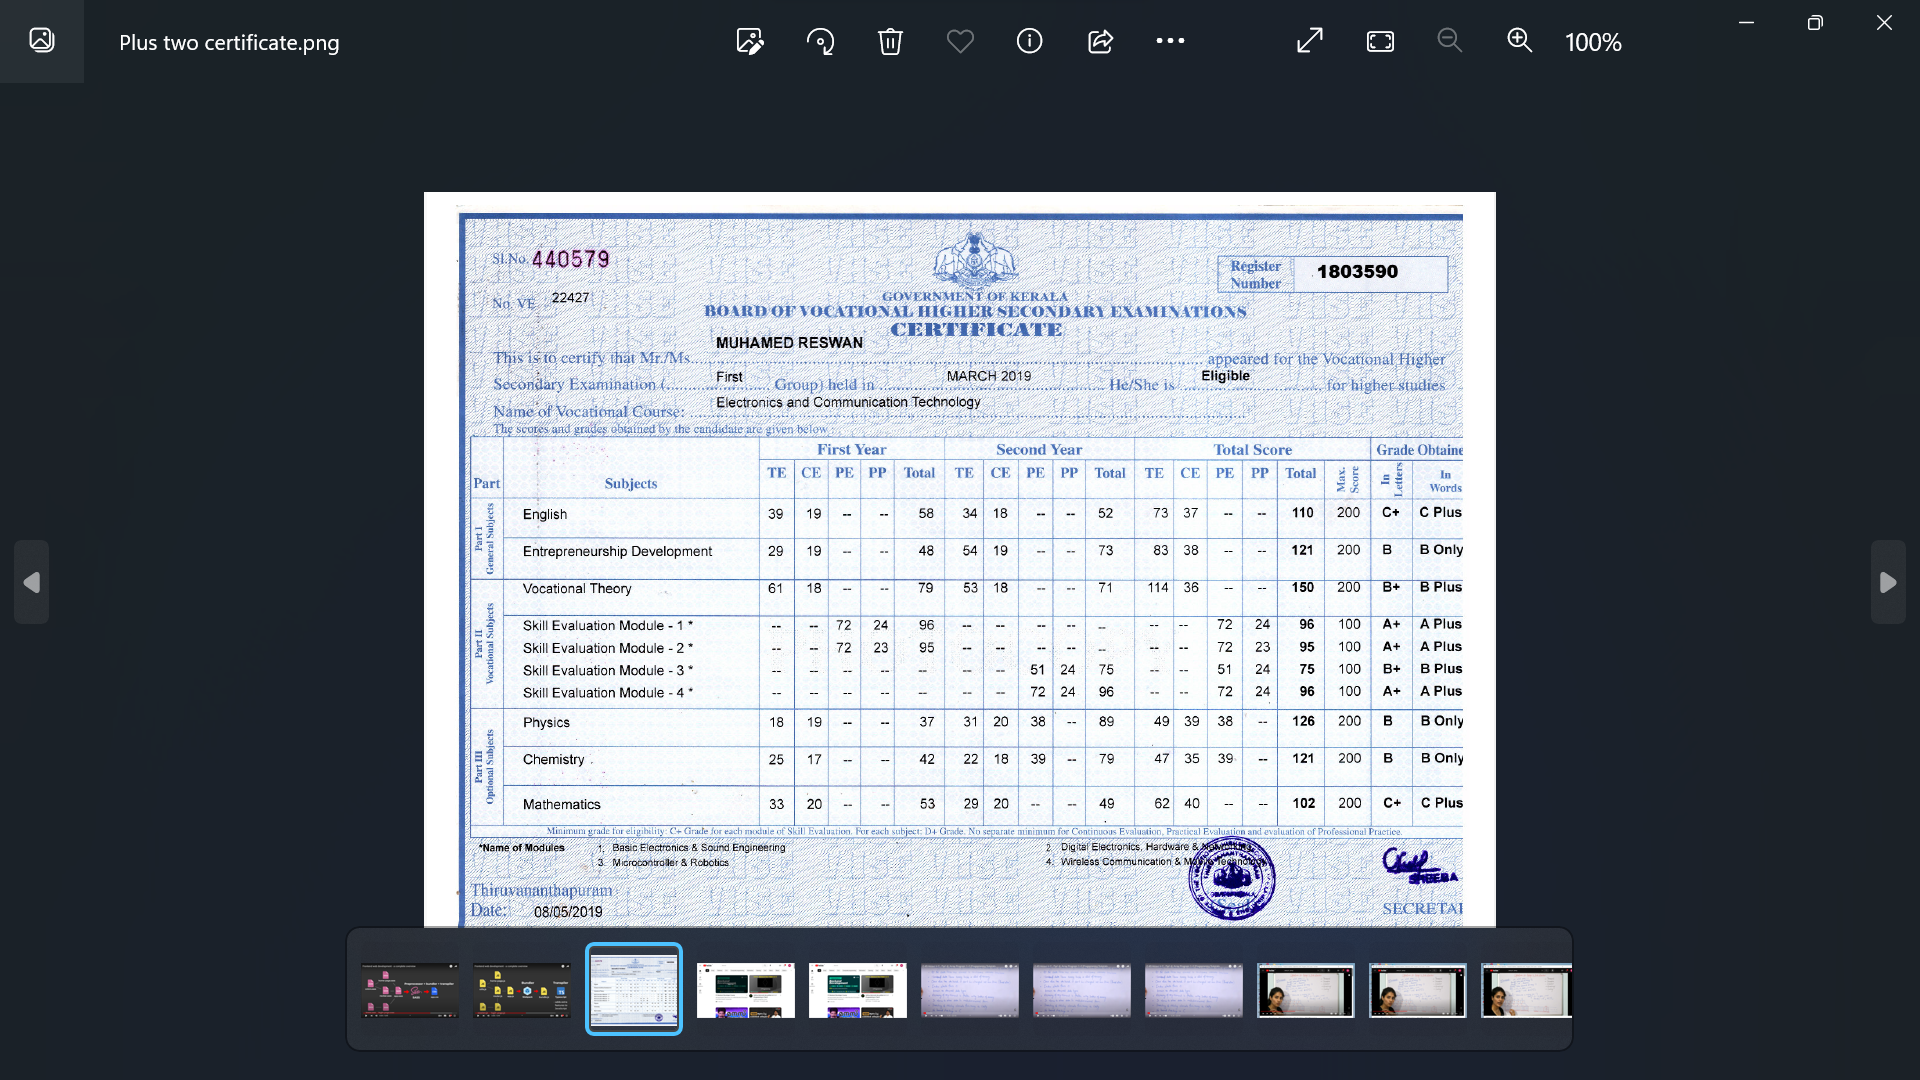 Plus two certificate.png
100%
Sl.No. 440579
Register Number 1803590
No. VE 22427
GOVERNMENT OF KERALA
BOARD OF VOCATIONAL HIGHER SECONDARY EXAMINATIONS
CERTIFICATE
MUHAMED RESWAN
This is to certify that Mr./Ms. appeared for the Vocational Higher
First MARCH 2019 Eligible
Secondary Examination ( Group) held in He/She is for higher studies
Electronics and Communication Technology
Name of Vocational Course:
The scores and grades obtained by the candidate are given below :
First Year Second Year Total Score Grade Obtaine
Part Subjects TE CE PE PP Total TE CE PE PP Total TE CE PE PP Total Max. Score In Letters In Words
Part I General Subjects
English 39 19 -- -- 58 34 18 -- -- 52 73 37 -- -- 110 200 C+ C Plus
Entrepreneurship Development 29 19 -- -- 48 54 19 -- -- 73 83 38 -- -- 121 200 B B Only
Part II Vocational Subjects
Vocational Theory 61 18 -- -- 79 53 18 -- -- 71 114 36 -- -- 150 200 B+ B Plus
Skill Evaluation Module - 1 * -- -- 72 24 96 -- -- -- -- -- -- -- 72 24 96 100 A+ A Plus
Skill Evaluation Module - 2 * -- -- 72 23 95 -- -- -- -- -- -- -- 72 23 95 100 A+ A Plus
Skill Evaluation Module - 3 * -- -- -- -- -- -- -- 51 24 75 -- -- 51 24 75 100 B+ B Plus
Skill Evaluation Module - 4 * -- -- -- -- -- -- -- 72 24 96 -- -- 72 24 96 100 A+ A Plus
Part III Optional Subjects
Physics 18 19 -- -- 37 31 20 38 -- 89 49 39 38 -- 126 200 B B Only
Chemistry 25 17 -- -- 42 22 18 39 -- 79 47 35 39 -- 121 200 B B Only
Mathematics 33 20 -- -- 53 29 20 -- -- 49 62 40 -- -- 102 200 C+ C Plus
Minimum grade for eligibility: C+ Grade for each module of Skill Evaluation. For each subject: D+ Grade. No separate minimum for Continuous Evaluation, Practical Evaluation and evaluation of Professional Practice.
*Name of Modules 1. Basic Electronics & Sound Engineering 2 Digital Electronics, Hardware &
3. Microcontroller & Robotics 4. Wireless Communication &
SHEEBA
Thiruvananthapuram
Date: 08/05/2019 SECRETA